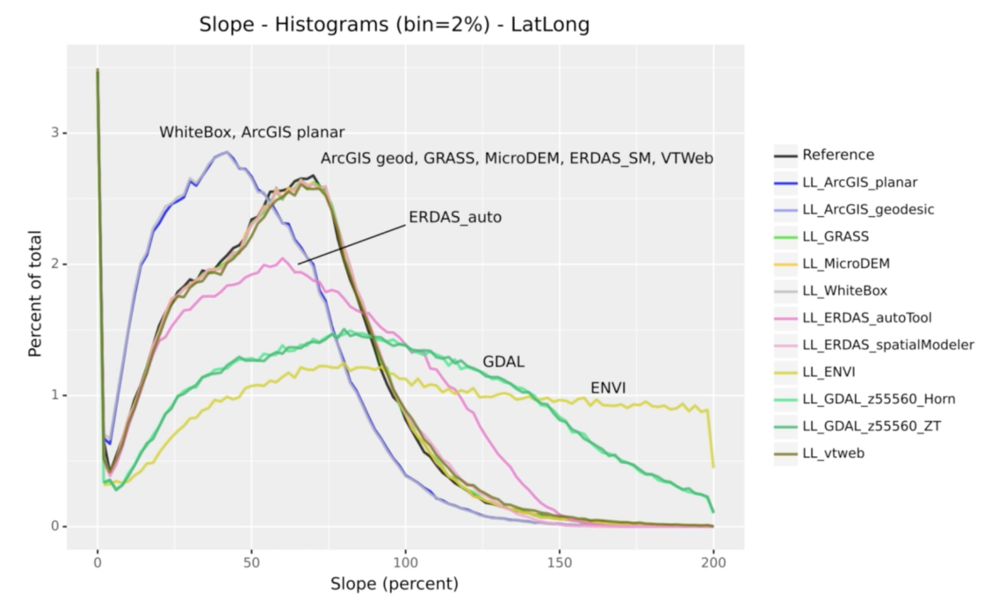 Slope - Histograms (bin=2%) - LatLong
WhiteBox, ArcGIS planar
ArcGIS geod, GRASS, MicroDEM, ERDAS_SM, VTWeb
ERDAS_auto
GDAL
ENVI
Percent of total
3
2
1
0
0
50
100
150
200
Slope (percent)
Reference
LL_ArcGIS_planar
LL_ArcGIS_geodesic
LL_GRASS
LL_MicroDEM
LL_WhiteBox
LL_ERDAS_autoTool
LL_ERDAS_spatialModeler
LL_ENVI
LL_GDAL_z55560_Horn
LL_GDAL_z55560_ZT
LL_vtweb